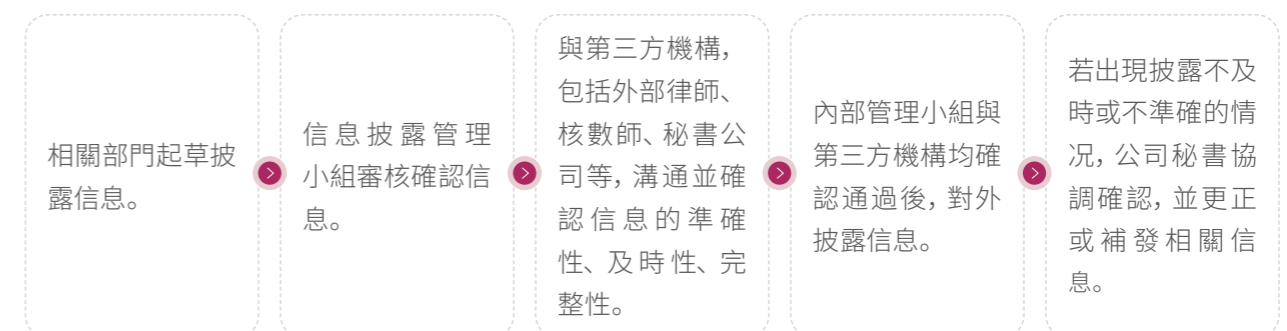 相關部門起草披
露信息。
信息披露管理
小組審核確認信
息。
與第三方機構，
包括外部律師、
核數師、秘書公
司等，溝通並確
認信息的準確
性、及時性、完
整性。
內部管理小組與
第三方機構均確
認通過後，對外
披露信息。
若出現披露不及
時或不準確的情
況，公司秘書協
調確認，並更正
或補發相關信
息。